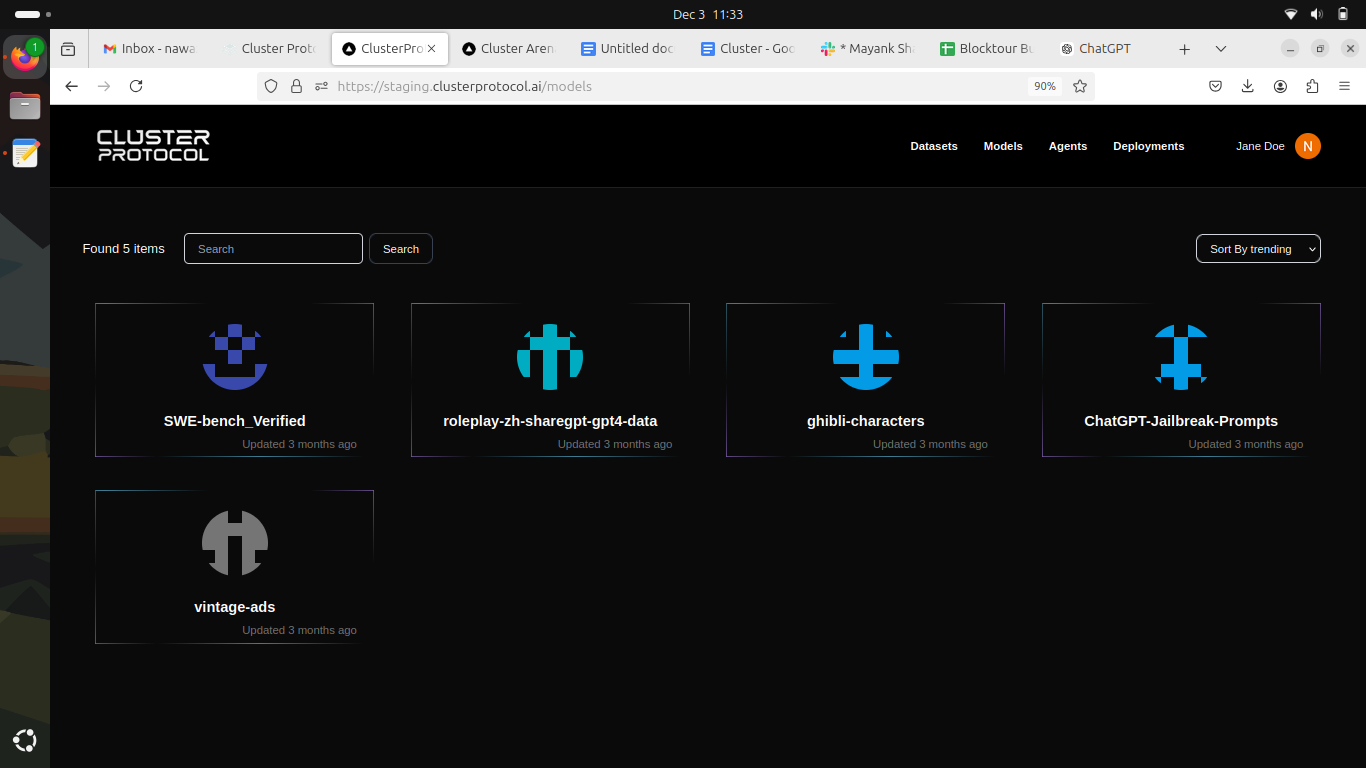 Dec 3 11:33
1
Inbox - nawa
Cluster Proto
ClusterPro
Cluster Aren
Untitled doc
Cluster - Goo
* Mayank Sh
Blocktour Bu
ChatGPT
https://staging.clusterprotocol.ai/models
90%
CLUSTER
PROTOCOL
Datasets
Models
Agents
Deployments
Jane Doe
N
Found 5 items
Search
Search
Sort By trending
SWE-bench_Verified
Updated 3 months ago
roleplay-zh-sharegpt-gpt4-data
Updated 3 months ago
ghibli-characters
Updated 3 months ago
ChatGPT-Jailbreak-Prompts
Updated 3 months ago
vintage-ads
Updated 3 months ago